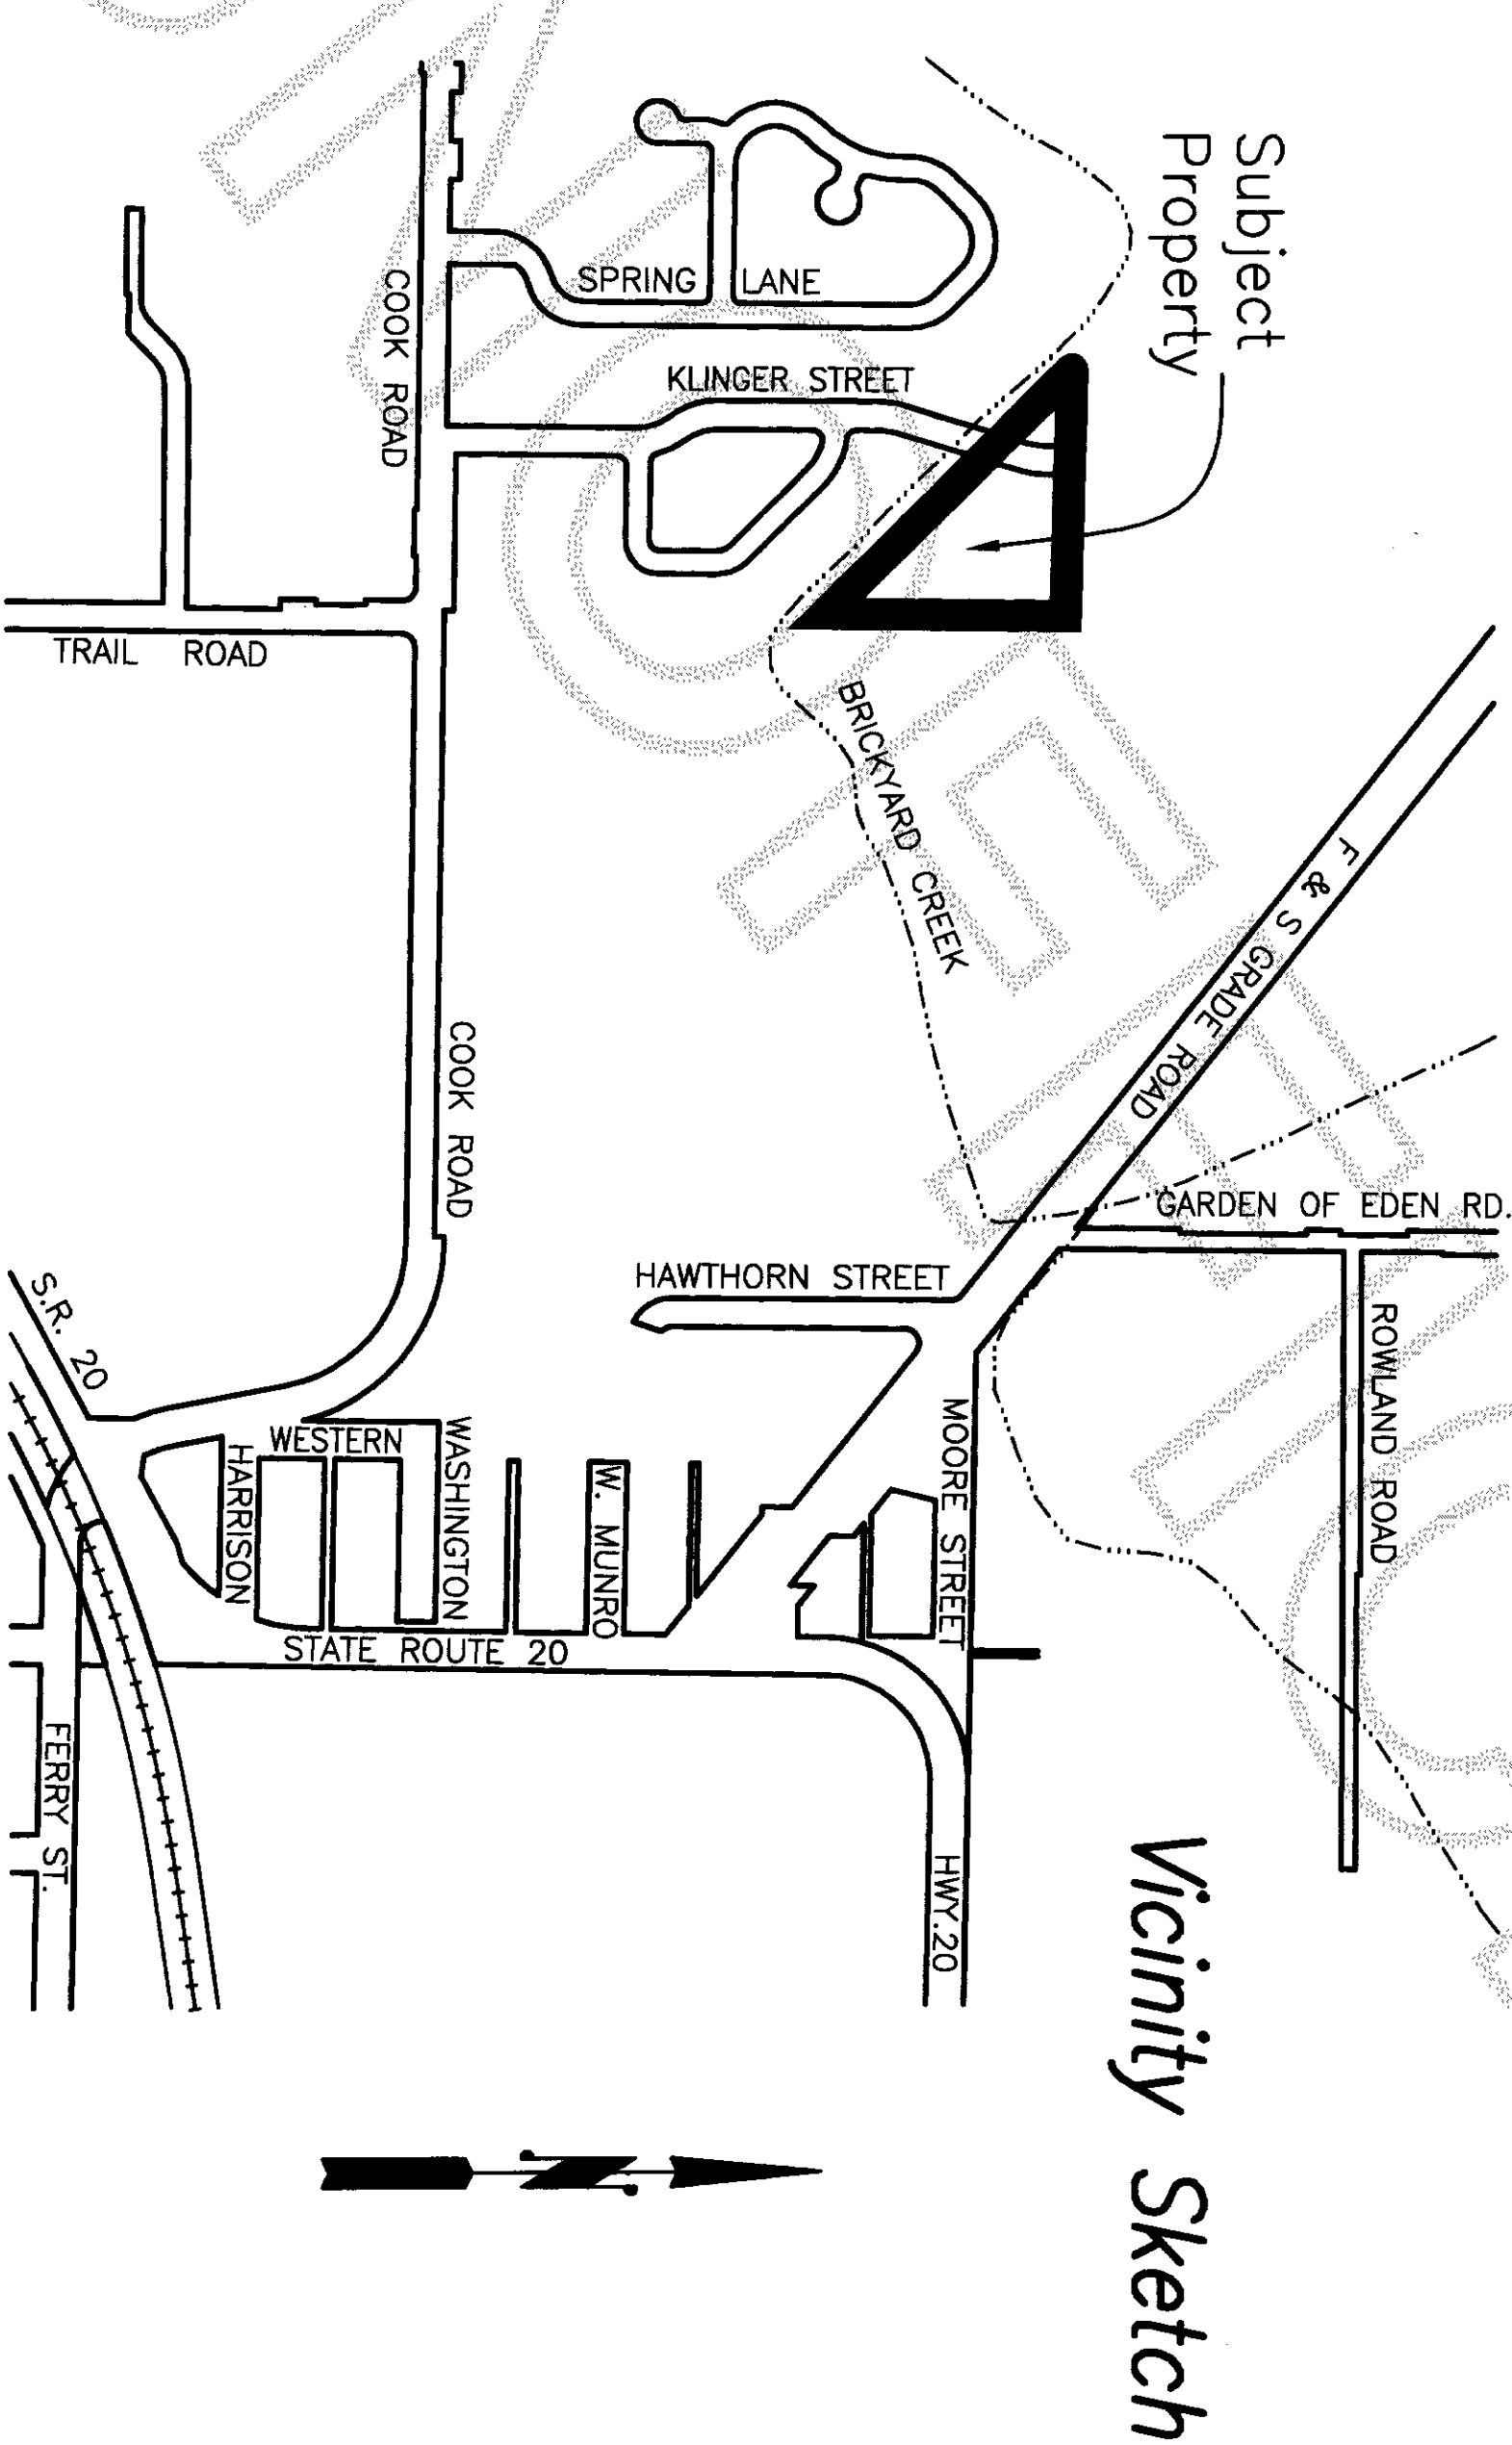 Vicinity Sketch
Subject
Property
GARDEN OF EDEN RD.
ROWLAND ROAD
F & S GRADE ROAD
SPRING LANE
KLINGER STREET
BRICKYARD CREEK
HAWTHORN STREET
MOORE STREET
HWY.20
COOK ROAD
COOK ROAD
TRAIL ROAD
WASHINGTON
W. MUNRO
WESTERN
HARRISON
STATE ROUTE 20
S.R. 20
FERRY ST.
N